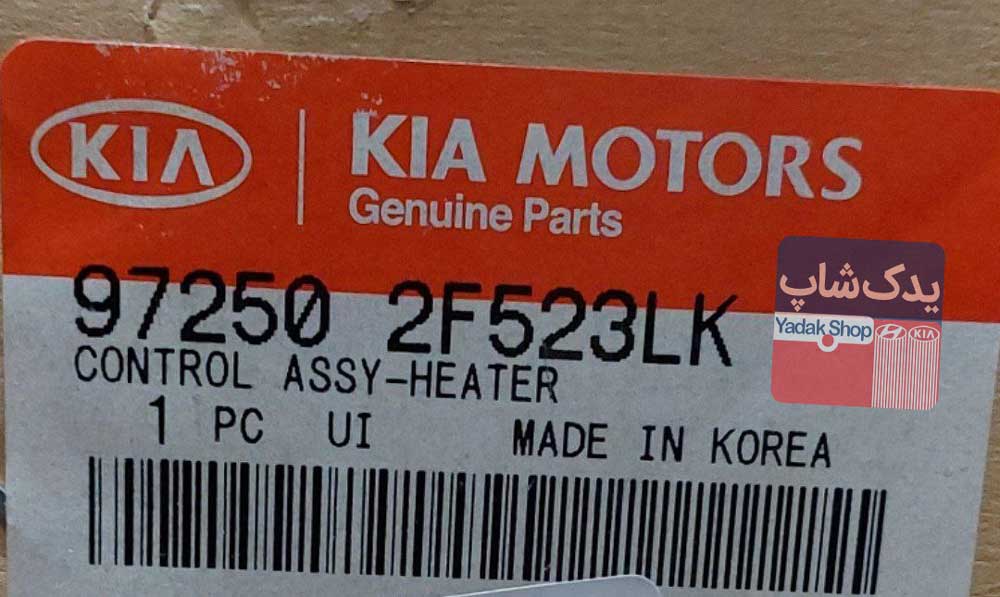 KIA
KIA MOTORS
Genuine Parts
97250 2F523LK
CONTROL ASSY-HEATER
1 PC UI MADE IN KOREA
یدک‌شاپ
Yadak Shop
KIA